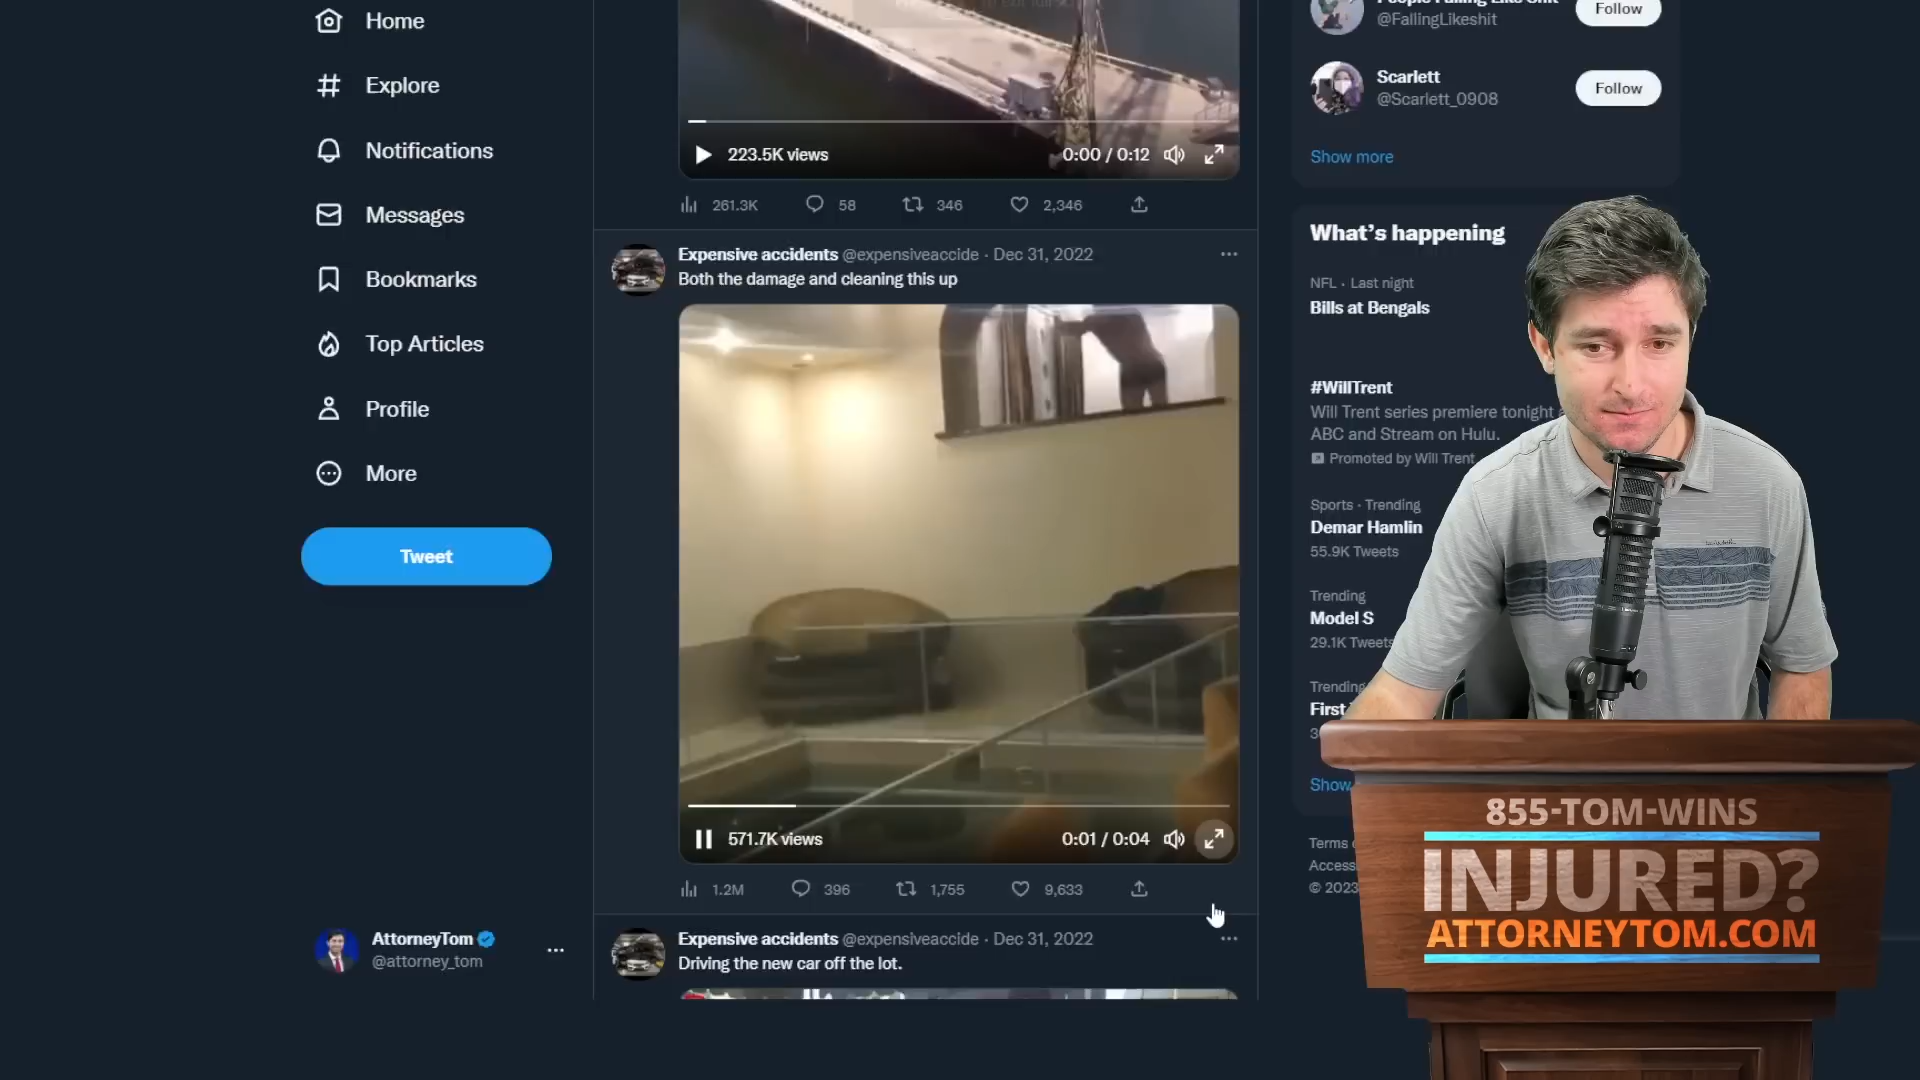 Home
Explore
Notifications
Messages
Bookmarks
Top Articles
Profile
More
Tweet
AttorneyTom
@attorney_tom
223.5K views
0:00 / 0:12
261.3K
58
346
2,346
Expensive accidents @expensiveaccide · Dec 31, 2022
Both the damage and cleaning this up
571.7K views
0:01 / 0:04
1.2M
396
1,755
9,633
Expensive accidents @expensiveaccide · Dec 31, 2022
Driving the new car off the lot.
@FallingLikeshit
Follow
Scarlett
@Scarlett_0908
Follow
Show more
What's happening
NFL · Last night
Bills at Bengals
#WillTrent
Will Trent series premiere tonight
ABC and Stream on Hulu.
Promoted by Will Trent
Sports · Trending
Demar Hamlin
55.9K Tweets
Trending
Model S
29.1K Tweets
Trending
First
Show
Terms
Access
© 2023
855-TOM-WINS
INJURED?
ATTORNEYTOM.COM